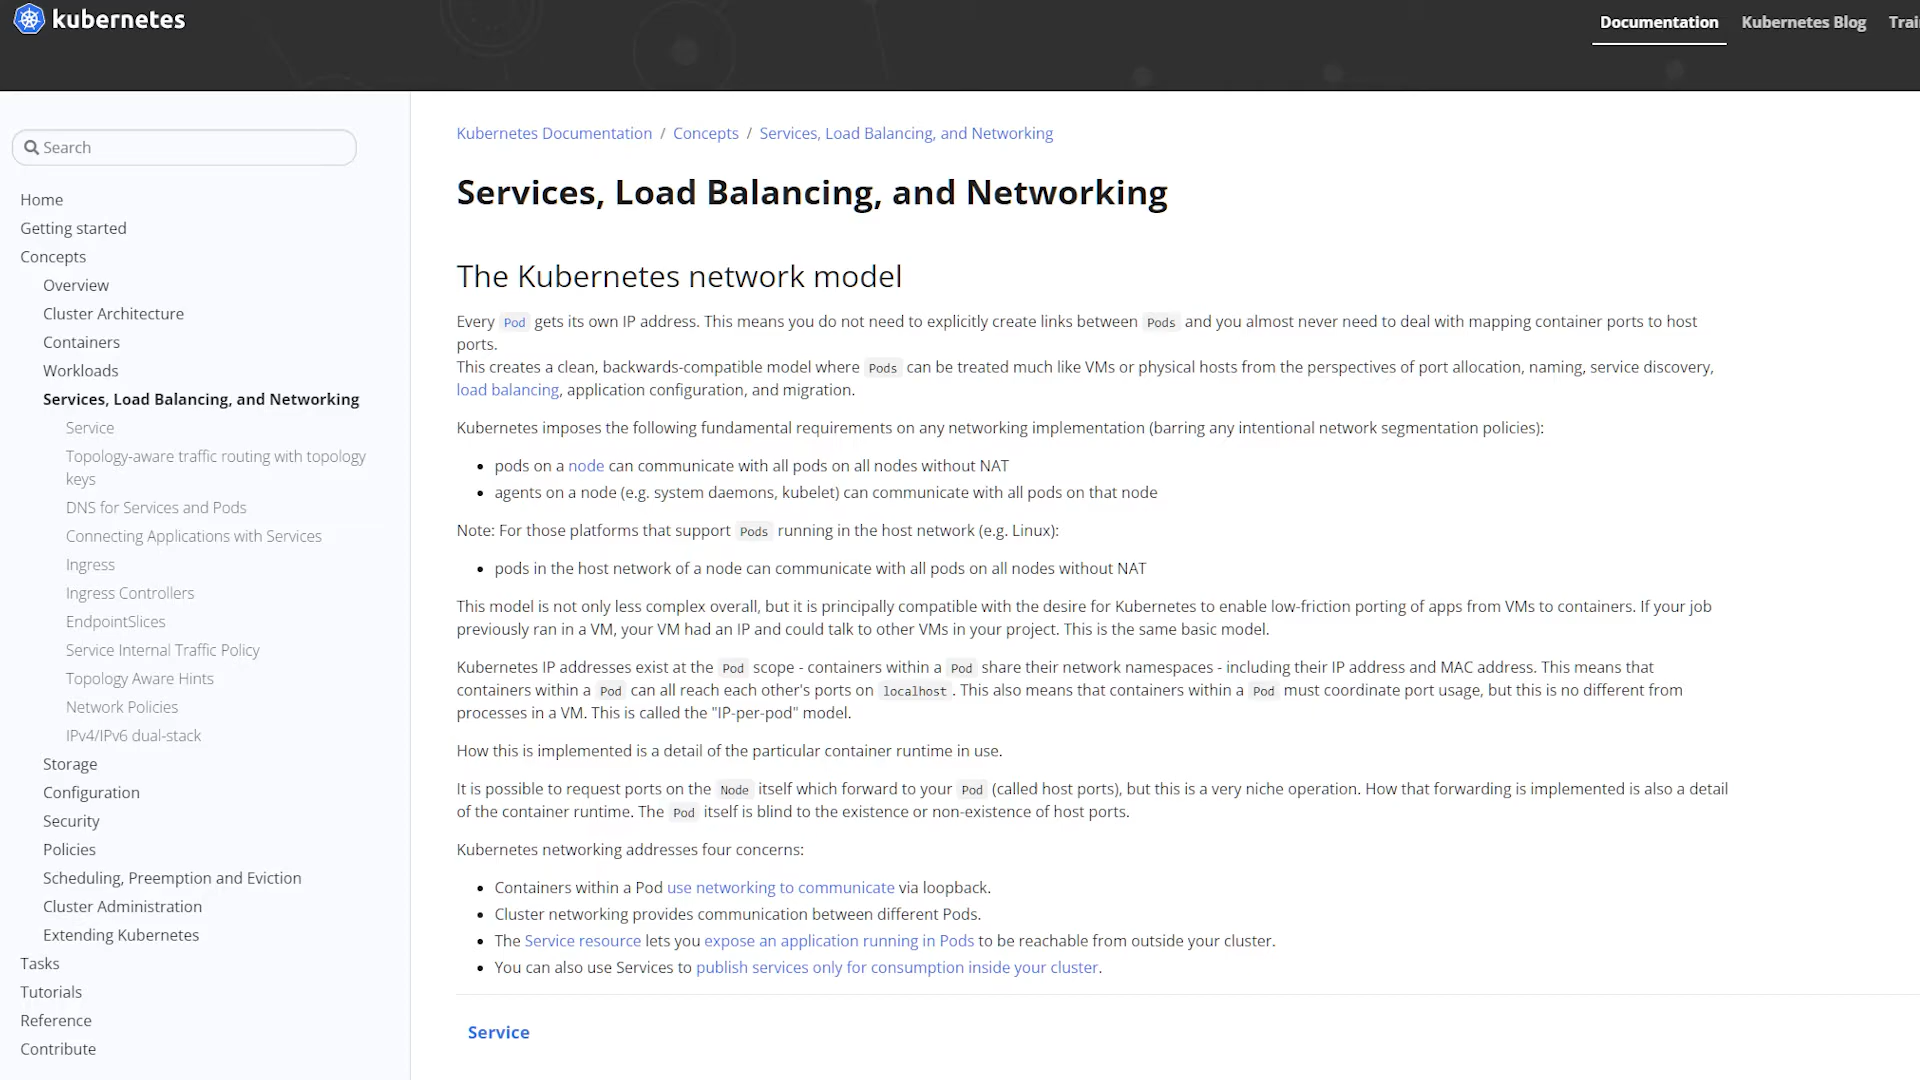 kubernetes
Documentation
Kubernetes Blog
Search
Home
Getting started
Concepts
Overview
Cluster Architecture
Containers
Workloads
Services, Load Balancing, and Networking
Service
Topology-aware traffic routing with topology
keys
DNS for Services and Pods
Connecting Applications with Services
Ingress
Ingress Controllers
EndpointSlices
Service Internal Traffic Policy
Topology Aware Hints
Network Policies
IPv4/IPv6 dual-stack
Storage
Configuration
Security
Policies
Scheduling, Preemption and Eviction
Cluster Administration
Extending Kubernetes
Tasks
Tutorials
Reference
Contribute
Kubernetes Documentation / Concepts / Services, Load Balancing, and Networking
Services, Load Balancing, and Networking
The Kubernetes network model
Every Pod gets its own IP address. This means you do not need to explicitly create links between Pods and you almost never need to deal with mapping container ports to host
ports.
This creates a clean, backwards-compatible model where Pods can be treated much like VMs or physical hosts from the perspectives of port allocation, naming, service discovery,
load balancing, application configuration, and migration.
Kubernetes imposes the following fundamental requirements on any networking implementation (barring any intentional network segmentation policies):
• pods on a node can communicate with all pods on all nodes without NAT
• agents on a node (e.g. system daemons, kubelet) can communicate with all pods on that node
Note: For those platforms that support Pods running in the host network (e.g. Linux):
• pods in the host network of a node can communicate with all pods on all nodes without NAT
This model is not only less complex overall, but it is principally compatible with the desire for Kubernetes to enable low-friction porting of apps from VMs to containers. If your job
previously ran in a VM, your VM had an IP and could talk to other VMs in your project. This is the same basic model.
Kubernetes IP addresses exist at the Pod scope - containers within a Pod share their network namespaces - including their IP address and MAC address. This means that
containers within a Pod can all reach each other's ports on localhost . This also means that containers within a Pod must coordinate port usage, but this is no different from
processes in a VM. This is called the "IP-per-pod" model.
How this is implemented is a detail of the particular container runtime in use.
It is possible to request ports on the Node itself which forward to your Pod (called host ports), but this is a very niche operation. How that forwarding is implemented is also a detail
of the container runtime. The Pod itself is blind to the existence or non-existence of host ports.
Kubernetes networking addresses four concerns:
• Containers within a Pod use networking to communicate via loopback.
• Cluster networking provides communication between different Pods.
• The Service resource lets you expose an application running in Pods to be reachable from outside your cluster.
• You can also use Services to publish services only for consumption inside your cluster.
Service